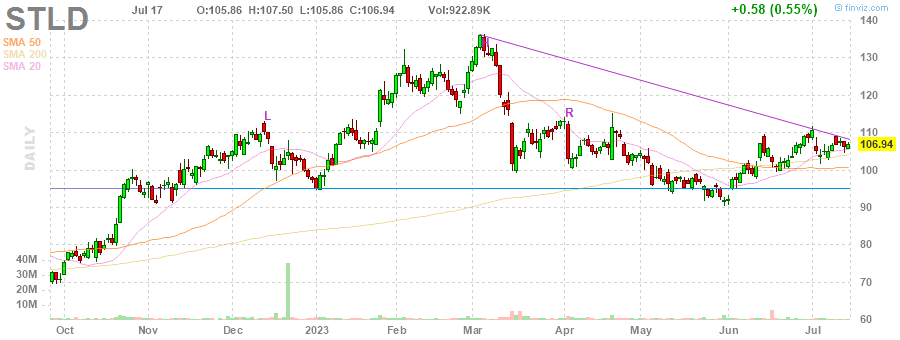 STLD Jul 17 O:105.86 H:107.50 L:105.86 C:106.94 Vol:922.89K +0.58 (0.55%) © finviz.com
SMA 50
SMA 200
SMA 20
DAILY
L
R
R
140
130
120
110
106.94
100
90
80
70
60
40M
30M
20M
10M
Oct Nov Dec 2023 Feb Mar Apr May Jun Jul